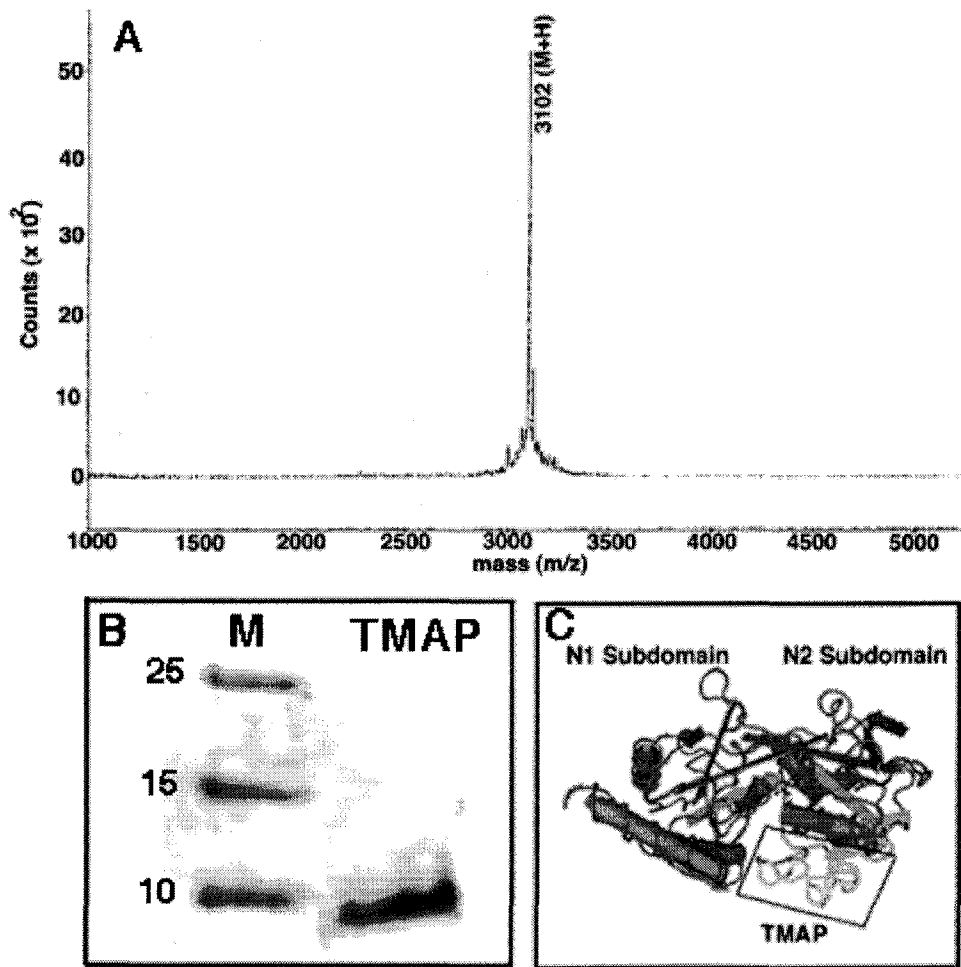 A
3102 (M+H)
50
40
30
20
10
0
Counts (x 10²)
1000 1500 2000 2500 3000 3500 4000 4500 5000
mass (m/z)
B
M TMAP
25
15
10
C
N1 Subdomain N2 Subdomain
TMAP